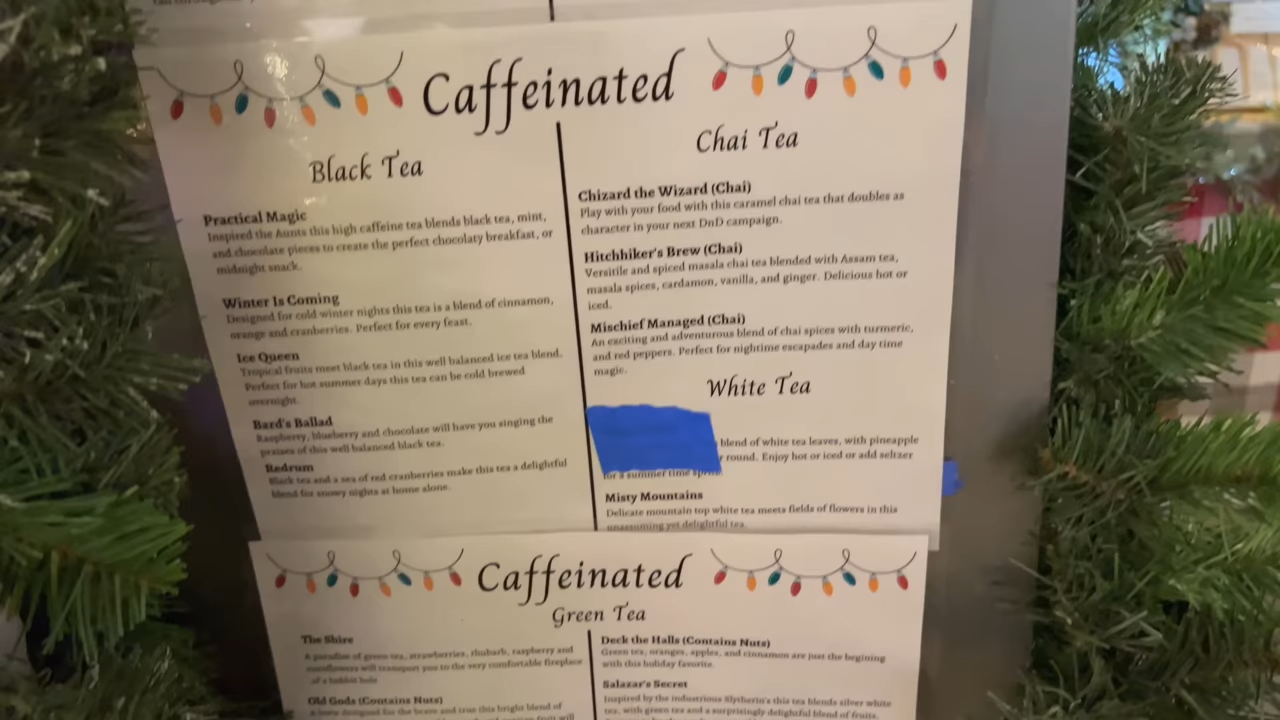 Caffeinated
Black Tea
Practical Magic
Inspired the Aunts this high caffeine tea blends black tea, mint,
and chocolate pieces to create the perfect chocolaty breakfast, or
midnight snack.
Winter Is Coming
Designed for cold winter nights this tea is a blend of cinnamon,
orange and cranberries. Perfect for every feast.
Ice Queen
Tropical fruits meet black tea in this well balanced ice tea blend.
Perfect for hot summer days this tea can be cold brewed
overnight.
Bard's Ballad
Raspberry, blueberry and chocolate will have you singing the
praises of this well balanced black tea.
Redrum
Black tea and a sea of red cranberries make this tea a delightful
blend for snowy nights at home alone.
Chai Tea
Chizard the Wizard (Chai)
Play with your food with this caramel chai tea that doubles as
character in your next DnD campaign.
Hitchhiker's Brew (Chai)
Versitile and spiced masala chai tea blended with Assam tea,
masala spices, cardamon, vanilla, and ginger. Delicious hot or
iced.
Mischief Managed (Chai)
An exciting and adventurous blend of chai spices with turmeric,
and red peppers. Perfect for nightime escapades and day time
magic.
White Tea
blend of white tea leaves, with pineapple
r round. Enjoy hot or iced or add seltzer
for a summer time
Misty Mountains
Delicate mountain top white tea meets fields of flowers in this
unassuming yet delightful tea.
Caffeinated
Green Tea
The Shire
A paradise of green tea, strawberries, rhubarb, raspberry and
sunflowers will transport you to the very comfortable fireplace
of a hobbit hole
Old Gods (Contains Nuts)
A brew designed for the brave and true this bright blend of
Deck the Halls (Contains Nuts)
Green tea, oranges, apples, and cinnamon are just the begining
with this holiday favorite.
Salazar's Secret
Inspired by the industrious Slytherin's this tea blends silver white
tea, with green tea and a surprisingly delightful blend of fruits.